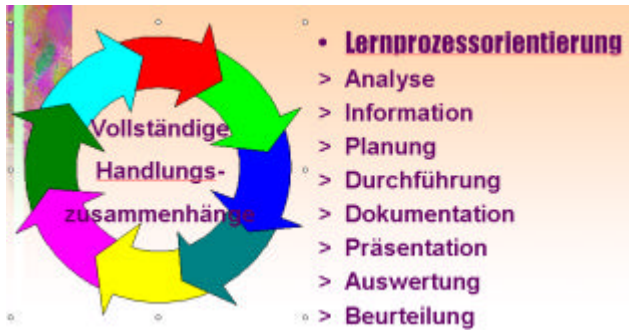 Vollständige
Handlungs-
zusammenhänge
• Lernprozessorientierung
> Analyse
> Information
> Planung
> Durchführung
> Dokumentation
> Präsentation
> Auswertung
> Beurteilung